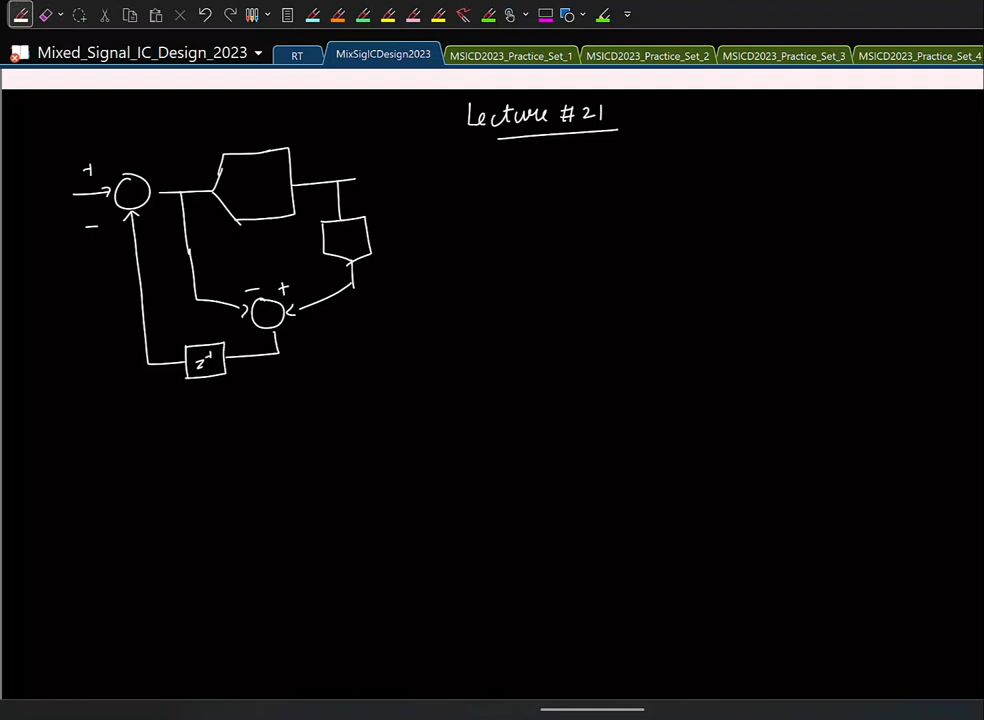 Mixed_Signal_IC_Design_2023 RT MixSigICDesign2023 MSICD2023_Practice_Set_1 MSICD2023_Practice_Set_2 MSICD2023_Practice_Set_3 MSICD2023_Practice_Set_4
Lecture # 21
+
−
− +
z⁻¹